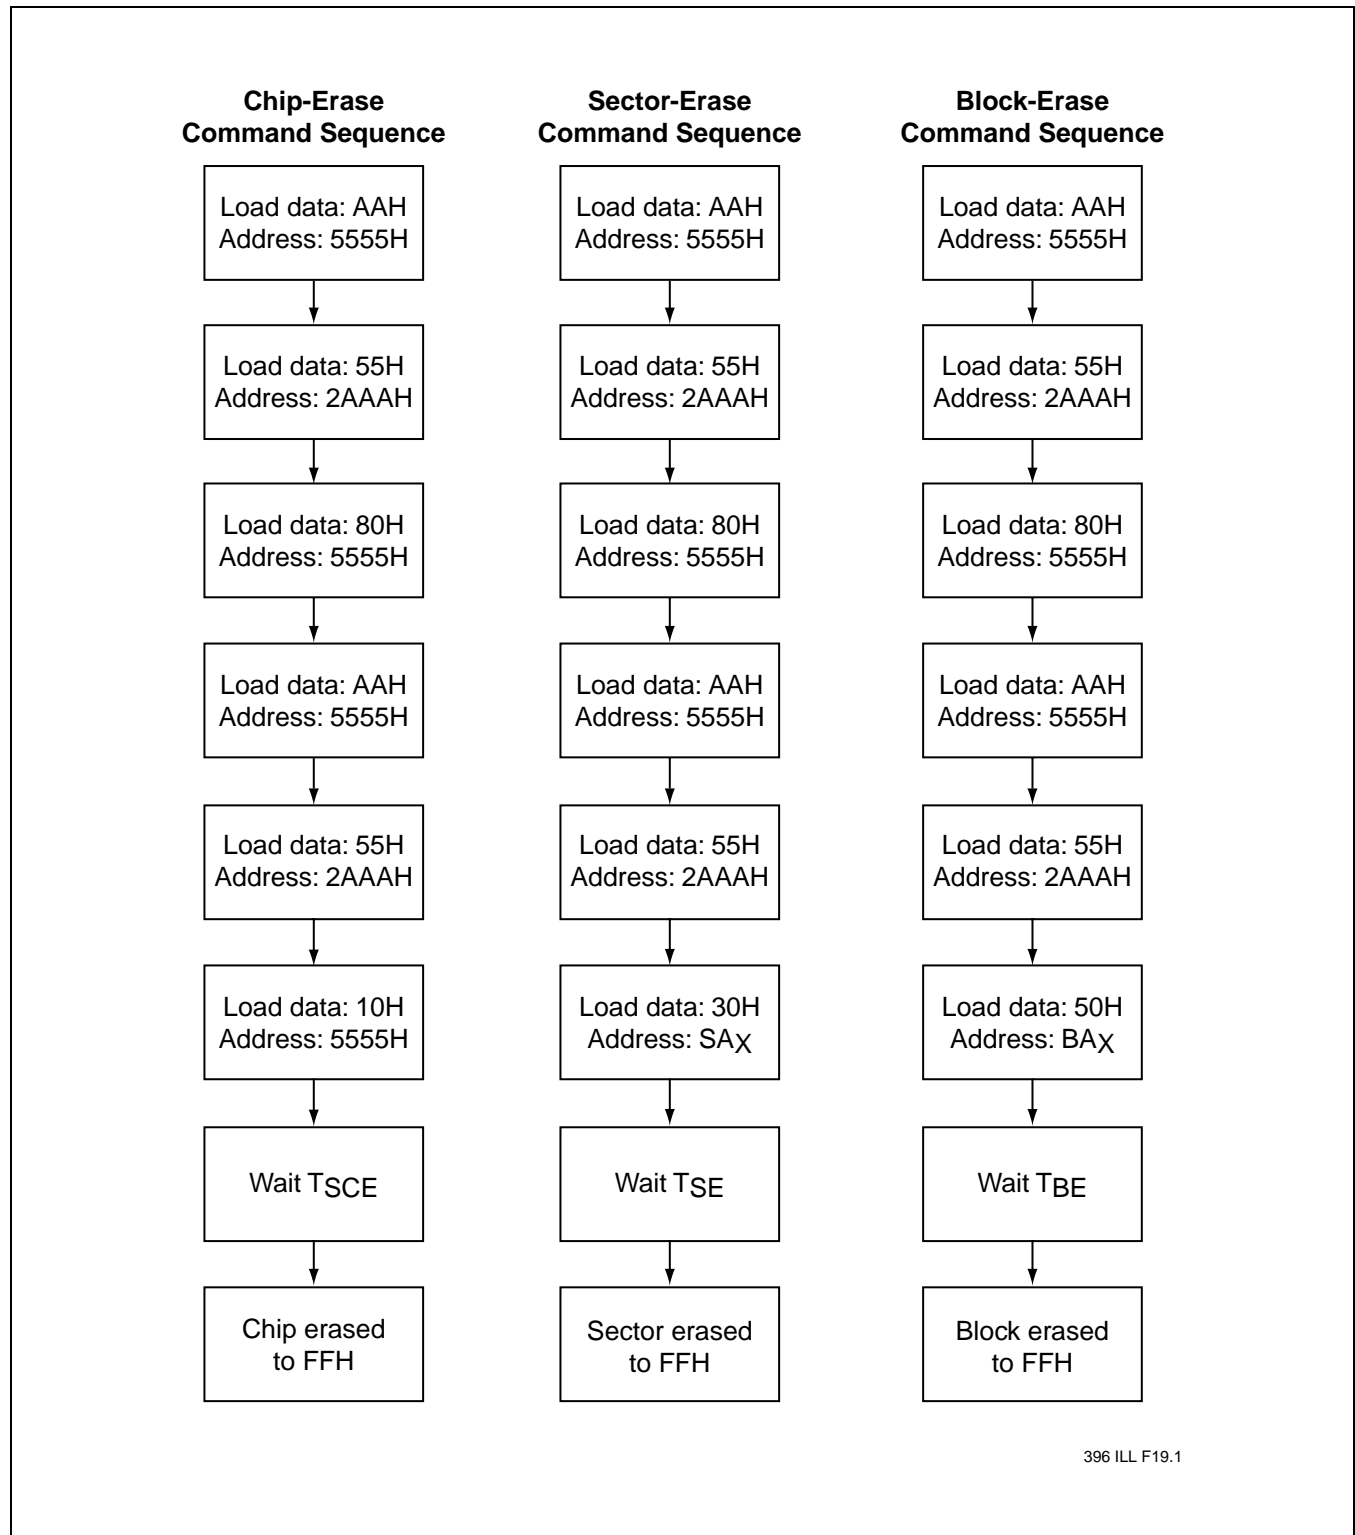 Chip-Erase
Command Sequence
Load data: AAH
Address: 5555H
Load data: 55H
Address: 2AAAH
Load data: 80H
Address: 5555H
Load data: AAH
Address: 5555H
Load data: 55H
Address: 2AAAH
Load data: 10H
Address: 5555H
Wait TSCE
Chip erased
to FFH
Sector-Erase
Command Sequence
Load data: AAH
Address: 5555H
Load data: 55H
Address: 2AAAH
Load data: 80H
Address: 5555H
Load data: AAH
Address: 5555H
Load data: 55H
Address: 2AAAH
Load data: 30H
Address: SAX
Wait TSE
Sector erased
to FFH
Block-Erase
Command Sequence
Load data: AAH
Address: 5555H
Load data: 55H
Address: 2AAAH
Load data: 80H
Address: 5555H
Load data: AAH
Address: 5555H
Load data: 55H
Address: 2AAAH
Load data: 50H
Address: BAX
Wait TBE
Block erased
to FFH
396 ILL F19.1